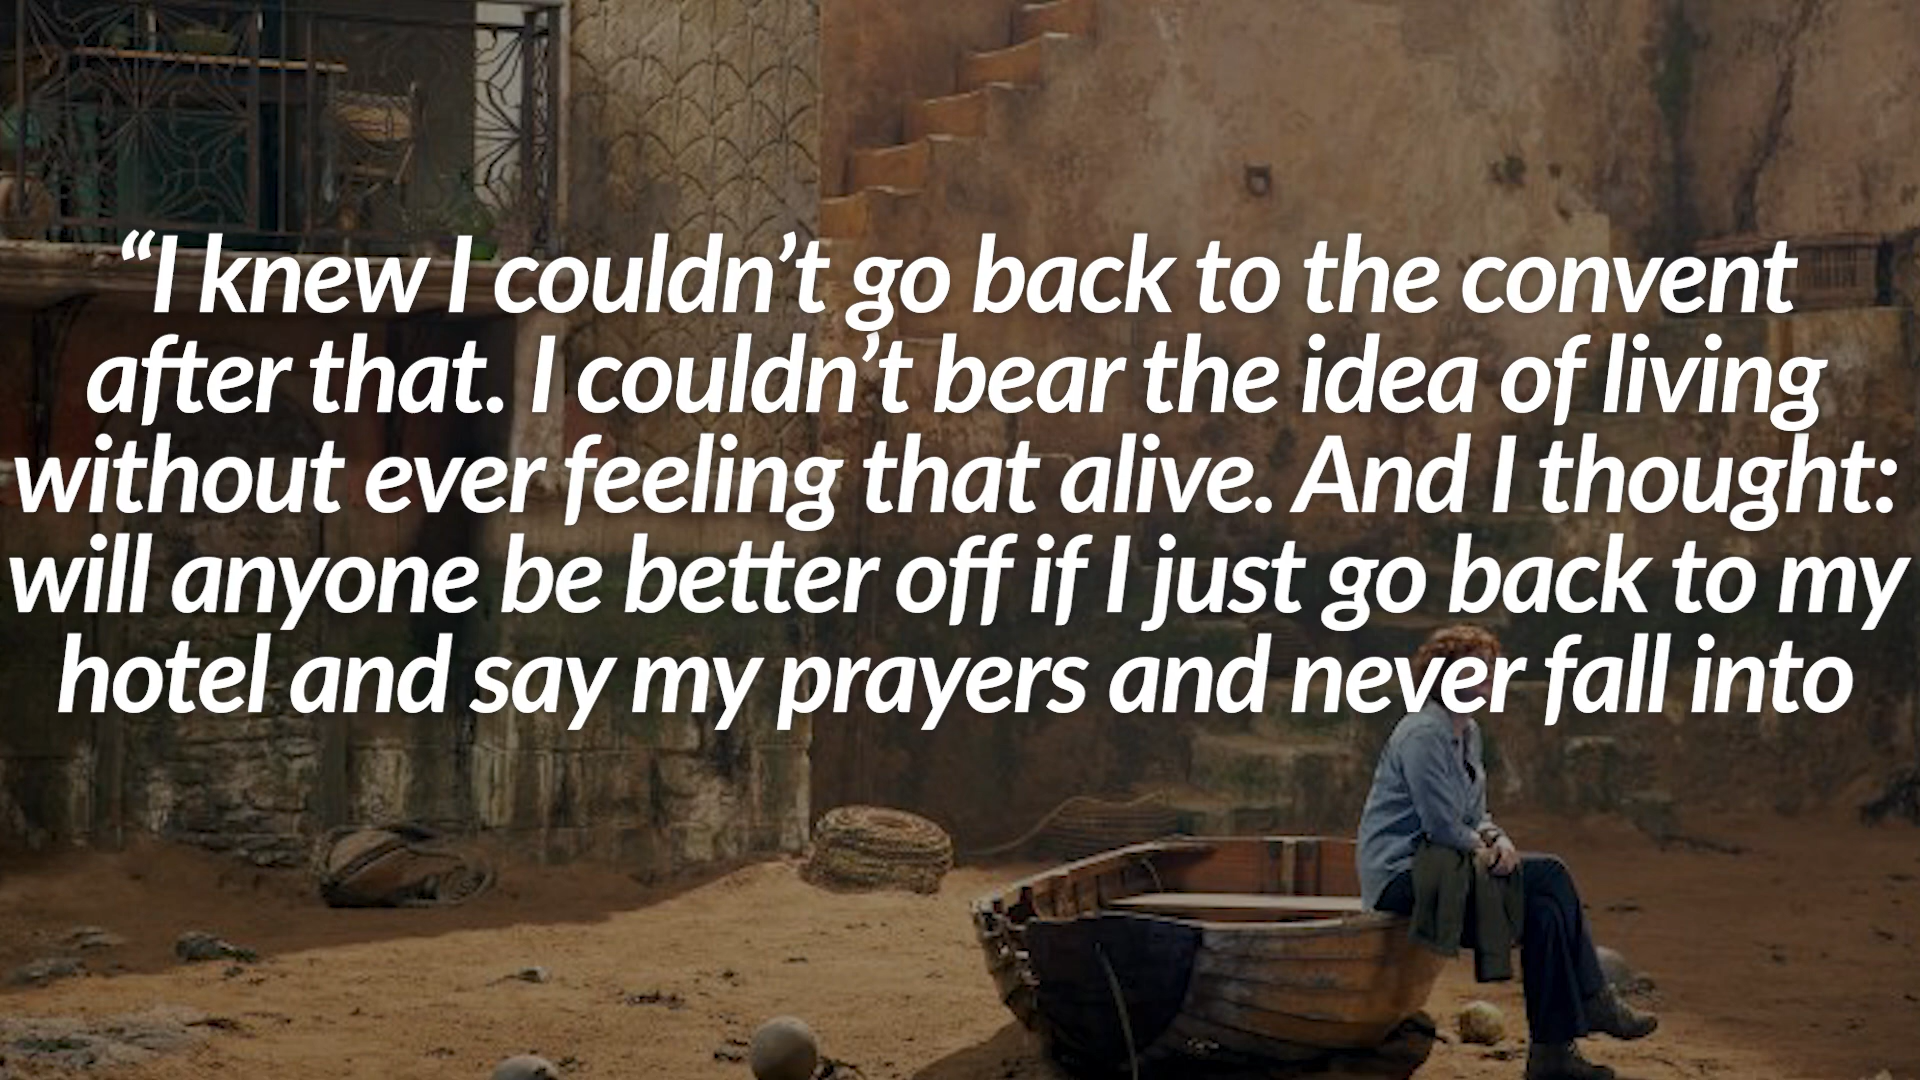 “I knew I couldn’t go back to the convent
after that. I couldn’t bear the idea of living
without ever feeling that alive. And I thought:
will anyone be better off if I just go back to my
hotel and say my prayers and never fall into